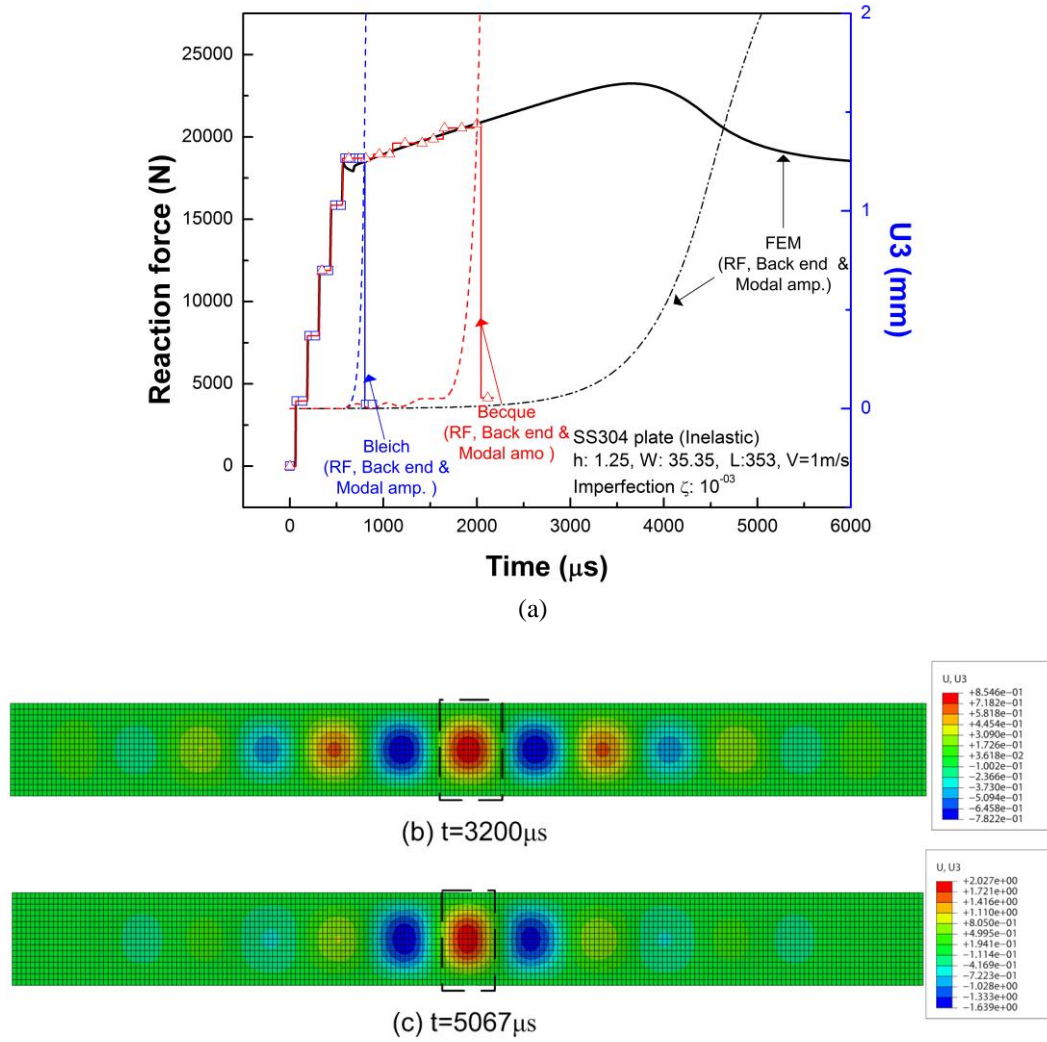 (a)
Reaction force (N)
25000
20000
15000
10000
5000
0
0
1000
2000
3000
4000
5000
6000
Time (μs)
2
1
0
U3 (mm)
FEM
(RF, Back end &
Modal amp.)
Bleich
(RF, Back end &
Modal amp. )
Becque
(RF, Back end &
Modal amo )
SS304 plate (Inelastic)
h: 1.25, W: 35.35, L:353, V=1m/s
Imperfection ζ: 10⁻⁰³
(a)
U, U3
+8.546e-01
+7.182e-01
+5.818e-01
+4.454e-01
+3.090e-01
+1.726e-01
+3.618e-02
-1.002e-01
-2.366e-01
-3.730e-01
-5.094e-01
-6.458e-01
-7.822e-01
(b) t=3200μs
U, U3
+2.027e+00
+1.721e+00
+1.416e+00
+1.110e+00
+8.050e-01
+4.995e-01
+1.941e-01
-1.114e-01
-4.169e-01
-7.223e-01
-1.028e+00
-1.333e+00
-1.639e+00
(c) t=5067μs